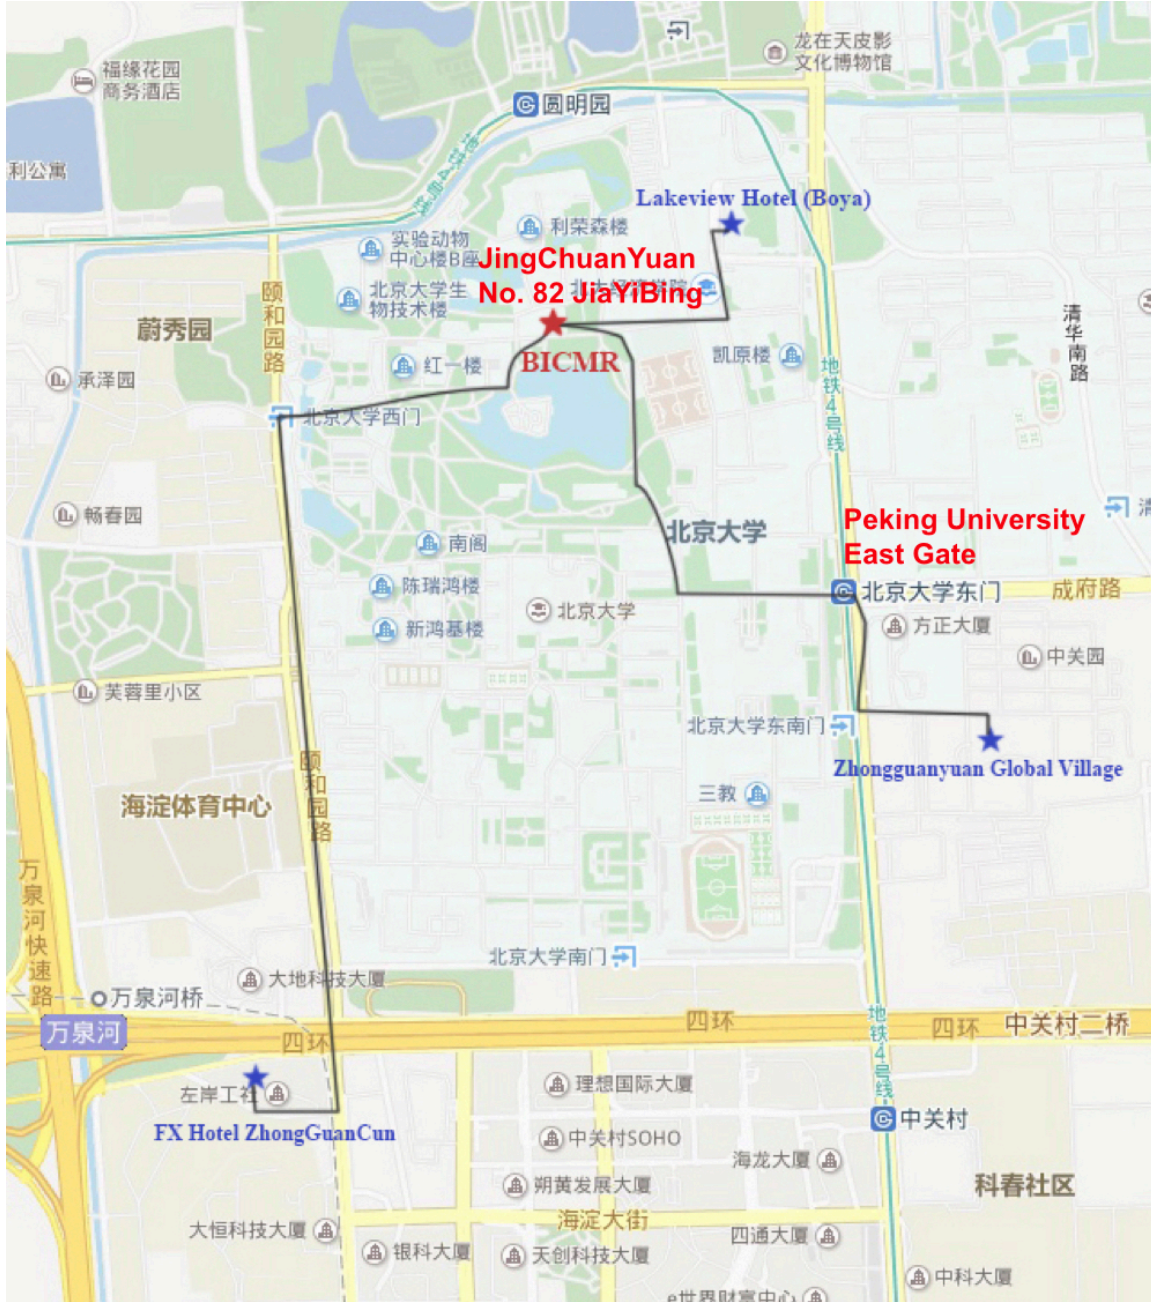 龙在天皮影
文化博物馆
福缘花园
商务酒店
圆明园
利公寓
地铁4号线
Lakeview Hotel (Boya)
利荣森楼
实验动物
中心楼B座
JingChuanYuan
No. 82 JiaYiBing
北京大学生
物技术楼
颐和园路
蔚秀园
清华南路
BICMR
凯原楼
红一楼
承泽园
地铁4号线
北京大学西门
畅春园
清
Peking University
East Gate
北京大学
南阁
陈瑞鸿楼
北京大学东门
成府路
北京大学
新鸿基楼
方正大厦
中关园
芙蓉里小区
北京大学东南门
Zhongguanyuan Global Village
颐和园路
三教
海淀体育中心
万泉河快速路
北京大学南门
大地科技大厦
万泉河桥
地铁4号线
四环
四环
中关村二桥
万泉河
四环
左岸工社
理想国际大厦
FX Hotel ZhongGuanCun
中关村
中关村SOHO
海龙大厦
朔黄发展大厦
科春社区
海淀大街
大恒科技大厦
四通大厦
银科大厦
天创科技大厦
中科大厦
e世界财富中心